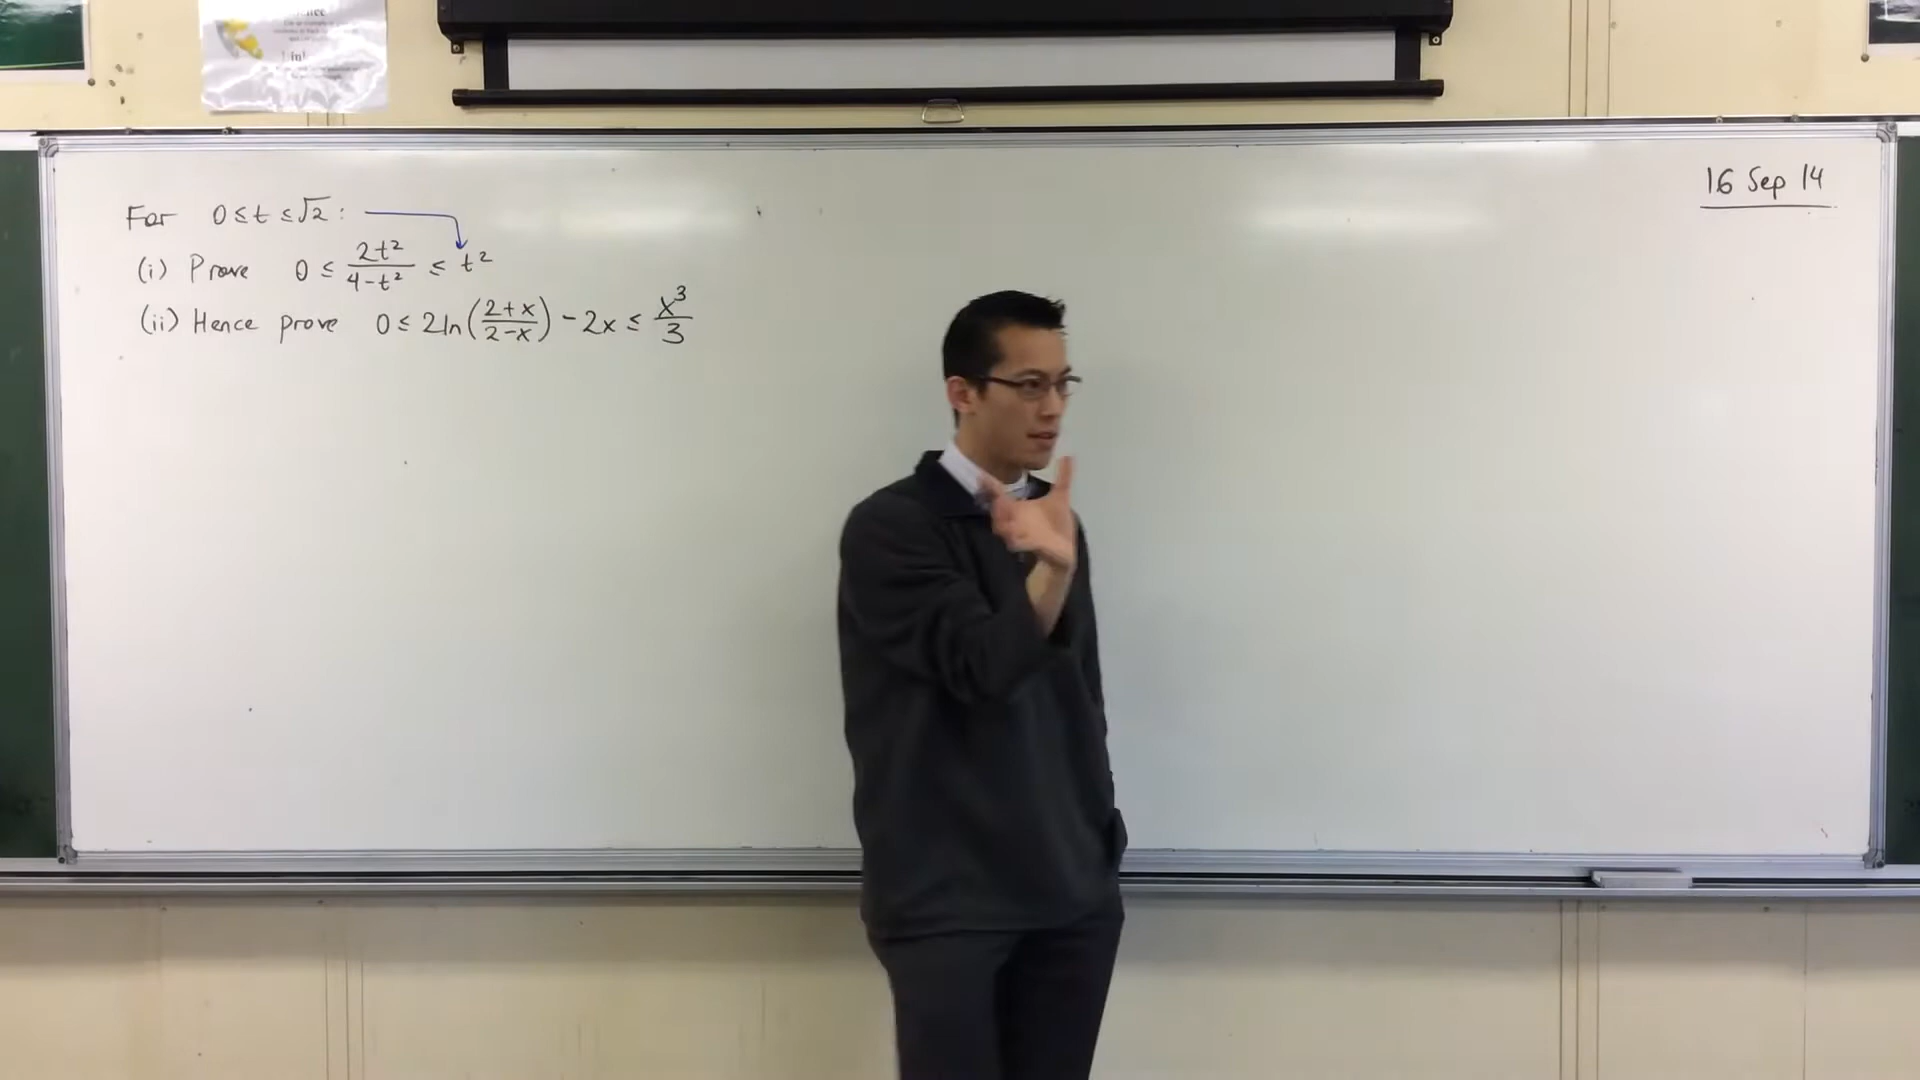 16 Sep 14
For 0 ≤ t ≤ √2 :
(i) Prove 0 ≤ 2t²/(4-t²) ≤ t²
(ii) Hence prove 0 ≤ 2ln((2+x)/(2-x)) - 2x ≤ x³/3